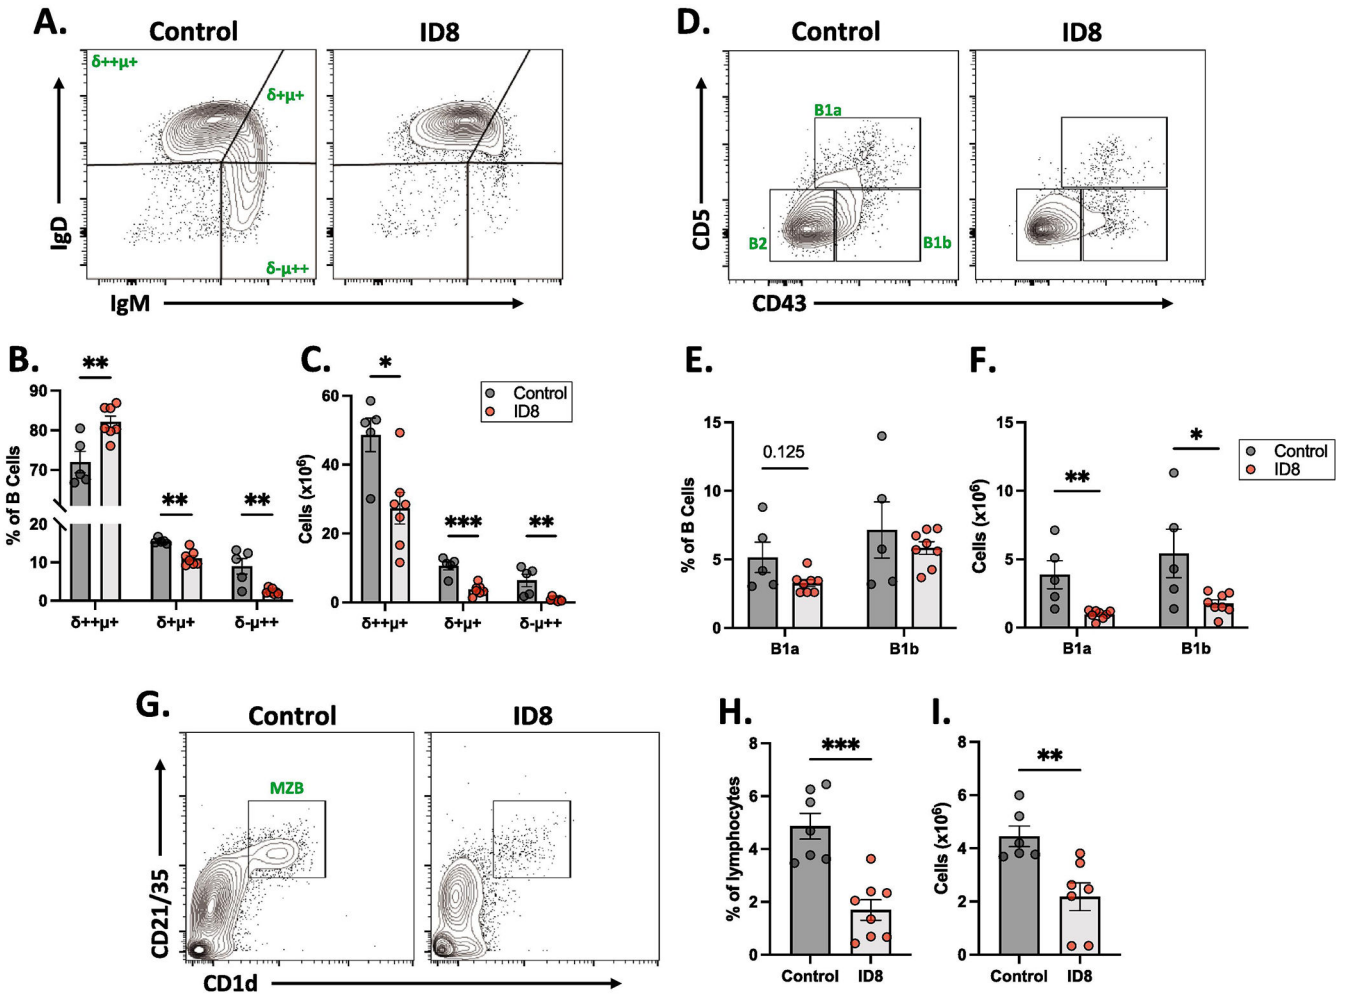 A.
Control
ID8
δ++μ+
δ+μ+
δ-μ++
IgD
IgM
D.
Control
ID8
B1a
B2
B1b
CD5
CD43
B.
% of B Cells
90
80
70
20
10
0
**
**
**
δ++μ+
δ+μ+
δ-μ++
C.
Cells (x10⁶)
60
40
20
0
*
***
**
δ++μ+
δ+μ+
δ-μ++
Control
ID8
E.
% of B Cells
15
10
5
0
0.125
B1a
B1b
F.
Cells (x10⁶)
15
10
5
0
**
*
B1a
B1b
Control
ID8
G.
Control
ID8
MZB
CD21/35
CD1d
H.
% of lymphocytes
8
6
4
2
0
***
Control
ID8
I.
Cells (x10⁶)
8
6
4
2
0
**
Control
ID8